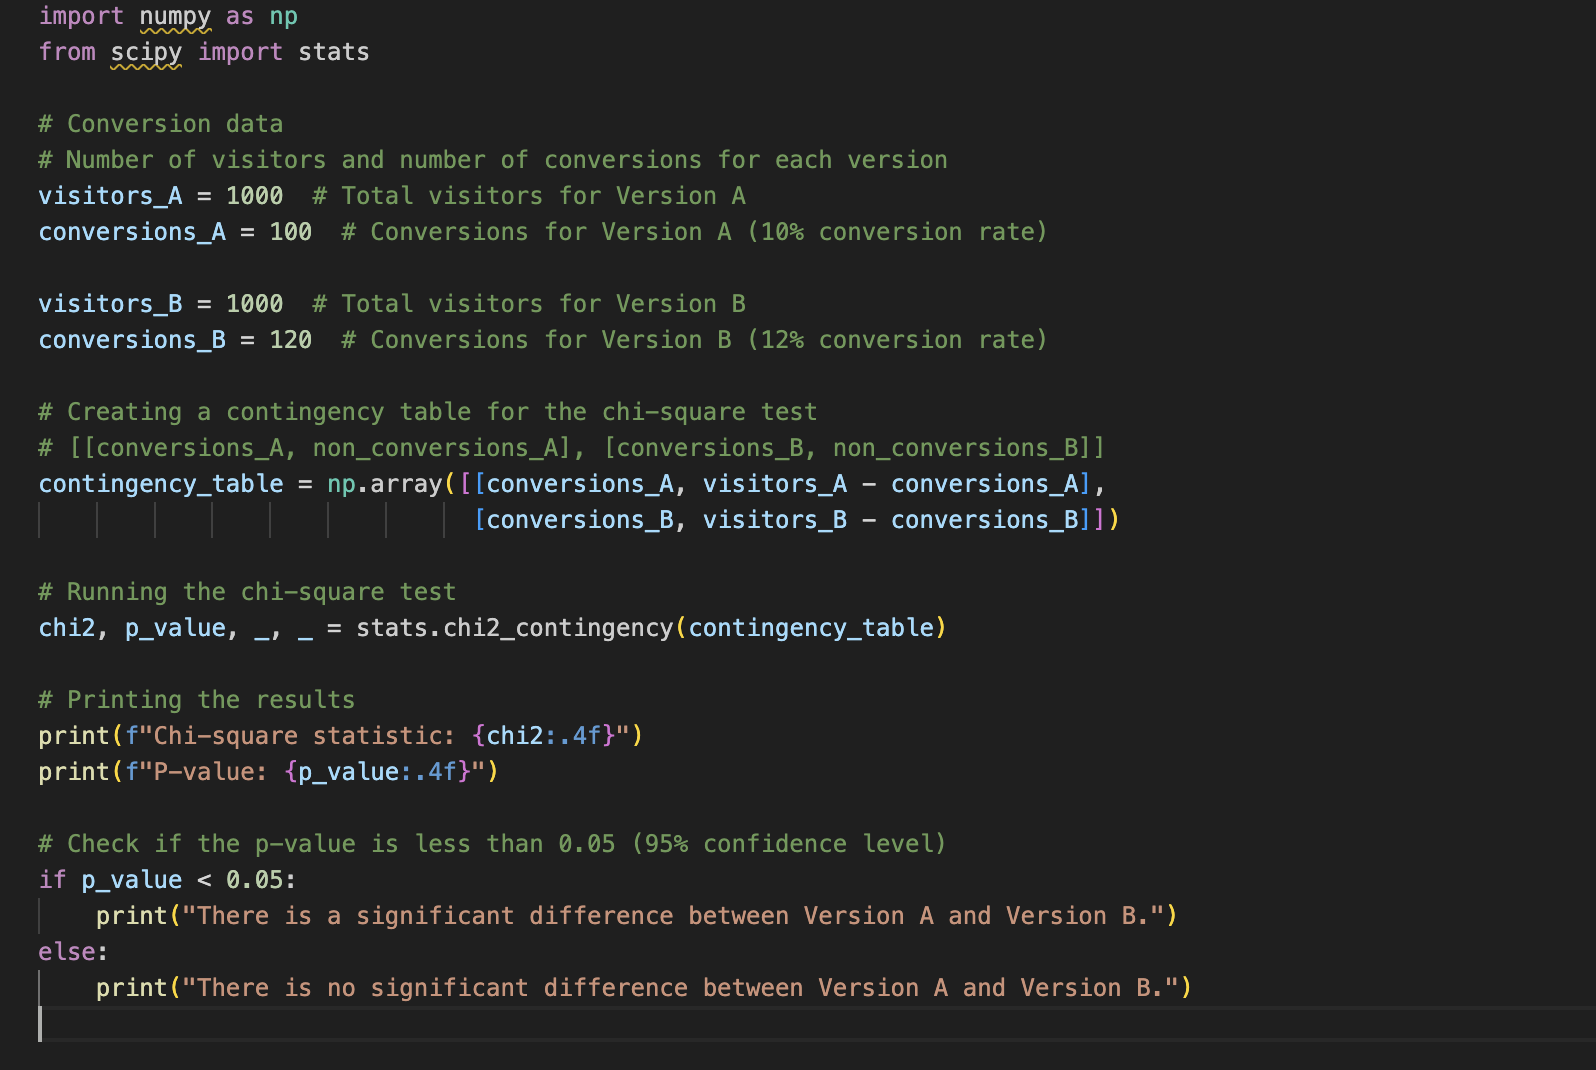 import numpy as np
from scipy import stats

# Conversion data
# Number of visitors and number of conversions for each version
visitors_A = 1000  # Total visitors for Version A
conversions_A = 100  # Conversions for Version A (10% conversion rate)

visitors_B = 1000  # Total visitors for Version B
conversions_B = 120  # Conversions for Version B (12% conversion rate)

# Creating a contingency table for the chi-square test
# [[conversions_A, non_conversions_A], [conversions_B, non_conversions_B]]
contingency_table = np.array([[conversions_A, visitors_A - conversions_A],
                              [conversions_B, visitors_B - conversions_B]])

# Running the chi-square test
chi2, p_value, _, _ = stats.chi2_contingency(contingency_table)

# Printing the results
print(f"Chi-square statistic: {chi2:.4f}")
print(f"P-value: {p_value:.4f}")

# Check if the p-value is less than 0.05 (95% confidence level)
if p_value < 0.05:
    print("There is a significant difference between Version A and Version B.")
else:
    print("There is no significant difference between Version A and Version B.")